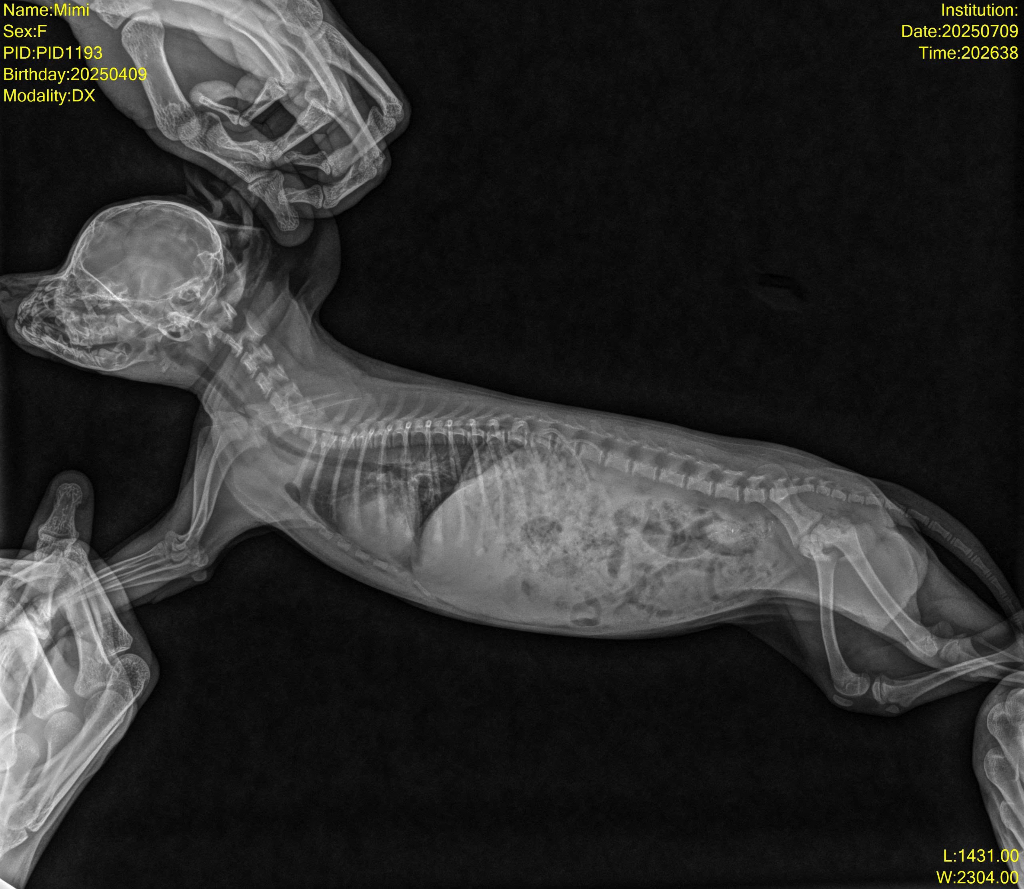 Name:Mimi
Sex:F
PID:PID1193
Birthday:20250409
Modality:DX
Institution:
Date:20250709
Time:202638
L:1431.00
W:2304.00